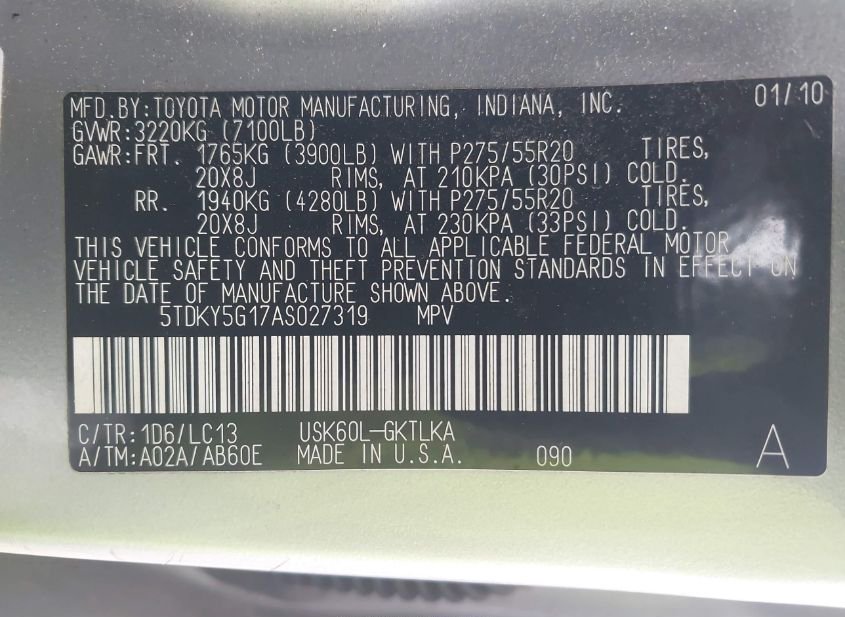 MFD. BY: TOYOTA MOTOR MANUFACTURING, INDIANA, INC. 01/10
GVWR: 3220KG (7100LB)
GAWR: FRT. 1765KG (3900LB) WITH P275/55R20 TIRES,
20X8J RIMS, AT 210KPA (30PSI) COLD.
RR. 1940KG (4280LB) WITH P275/55R20 TIRES,
20X8J RIMS, AT 230KPA (33PSI) COLD.
THIS VEHICLE CONFORMS TO ALL APPLICABLE FEDERAL MOTOR
VEHICLE SAFETY AND THEFT PREVENTION STANDARDS IN EFFECT ON
THE DATE OF MANUFACTURE SHOWN ABOVE.
5TDKY5G17AS027319 MPV
C/TR: 1D6/LC13 USK60L-GKTLKA
A/TM: A02A/AB60E MADE IN U.S.A. 090 A